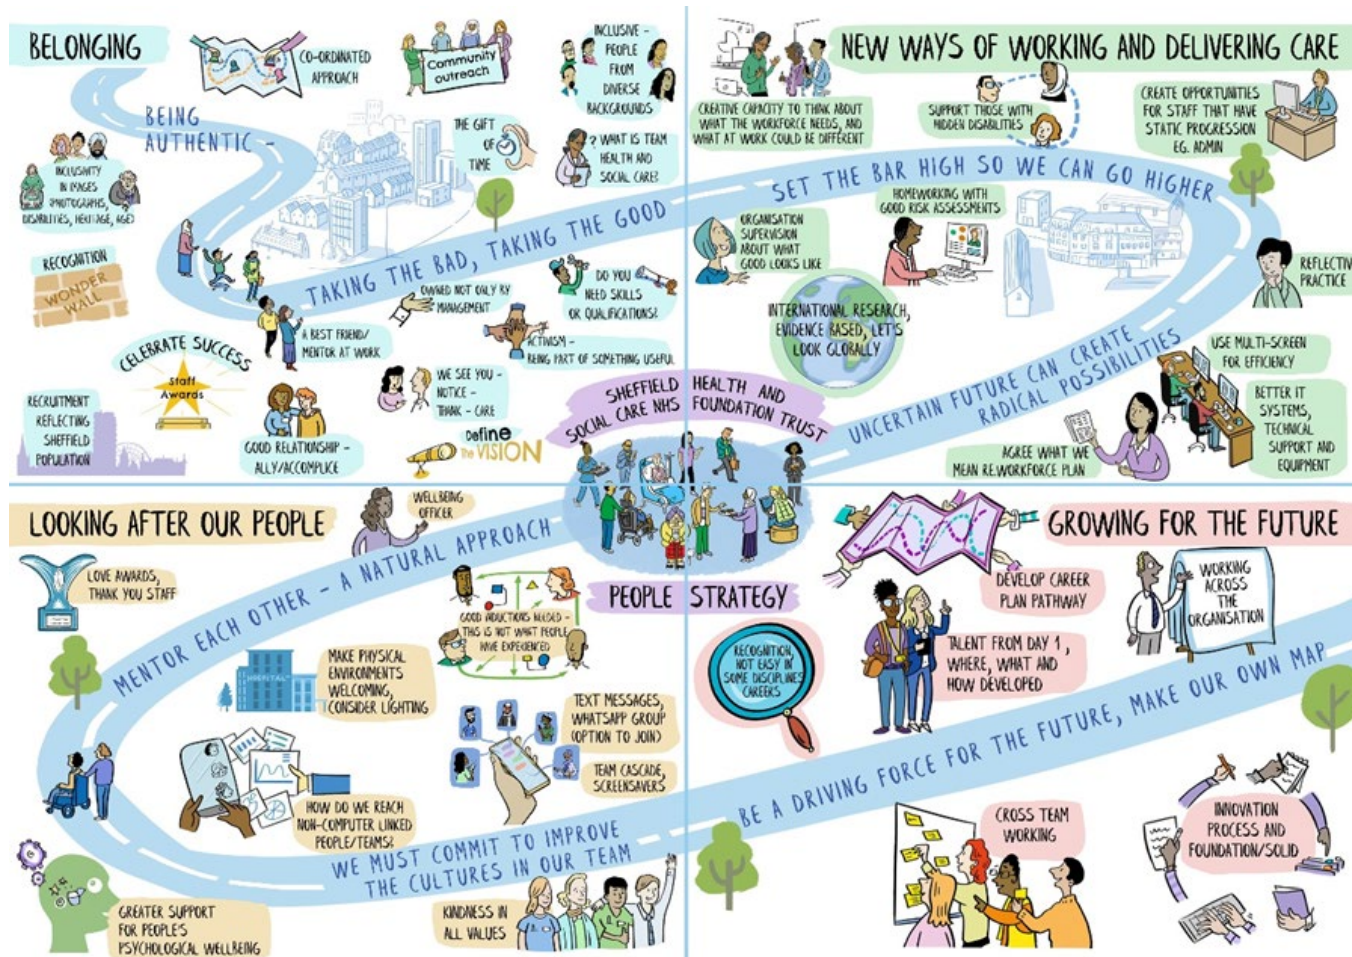 BELONGING
BEING
AUTHENTIC -
CO-ORDINATED
APPROACH
Community
outreach
INCLUSIVE -
PEOPLE
FROM
DIVERSE
BACKGROUNDS
THE GIFT
OF
TIME
? WHAT IS TEAM
HEALTH AND
SOCIAL CARE?
INCLUSIVITY
IN IMAGES
(PHOTOGRAPHS,
DISABILITIES, HERITAGE, AGE)
RECOGNITION
WONDER
WALL
TAKING THE BAD, TAKING THE GOOD
OWNED NOT ONLY BY
MANAGEMENT
DO YOU
NEED SKILLS
OR QUALIFICATIONS?
A BEST FRIEND/
MENTOR AT WORK
ACTIVISM -
BEING PART OF SOMETHING USEFUL
CELEBRATE SUCCESS
Staff
Awards
WE SEE YOU -
NOTICE -
THANK - CARE
RECRUITMENT
REFLECTING
SHEFFIELD
POPULATION
GOOD RELATIONSHIP -
ALLY/ACCOMPLICE
Define
The VISION
NEW WAYS OF WORKING AND DELIVERING CARE
CREATIVE CAPACITY TO THINK ABOUT
WHAT THE WORKFORCE NEEDS, AND
WHAT AT WORK COULD BE DIFFERENT
SUPPORT THOSE WITH
HIDDEN DISABILITIES
CREATE OPPORTUNITIES
FOR STAFF THAT HAVE
STATIC PROGRESSION
EG. ADMIN
SET THE BAR HIGH SO WE CAN GO HIGHER
ORGANISATION
SUPERVISION
ABOUT WHAT
GOOD LOOKS LIKE
HOMEWORKING WITH
GOOD RISK ASSESSMENTS
REFLECTIVE
PRACTICE
INTERNATIONAL RESEARCH,
EVIDENCE BASED, LET'S
LOOK GLOBALLY
UNCERTAIN FUTURE CAN CREATE
RADICAL POSSIBILITIES
USE MULTI-SCREEN
FOR EFFICIENCY
BETTER IT
SYSTEMS,
TECHNICAL
SUPPORT AND
EQUIPMENT
AGREE WHAT WE
MEAN RE:WORKFORCE PLAN
SHEFFIELD HEALTH AND
SOCIAL CARE NHS FOUNDATION TRUST
PEOPLE STRATEGY
LOOKING AFTER OUR PEOPLE
WELLBEING
OFFICER
LOVE AWARDS,
THANK YOU STAFF
MENTOR EACH OTHER - A NATURAL APPROACH
GOOD INDUCTIONS NEEDED -
THIS IS NOT WHAT PEOPLE
HAVE EXPERIENCED
HOSPITAL
MAKE PHYSICAL
ENVIRONMENTS
WELCOMING,
CONSIDER LIGHTING
TEXT MESSAGES,
WHATSAPP GROUP
(OPTION TO JOIN)
TEAM CASCADE,
SCREENSAVERS
HOW DO WE REACH
NON-COMPUTER LINKED
PEOPLE/TEAMS?
WE MUST COMMIT TO IMPROVE
THE CULTURES IN OUR TEAM
GREATER SUPPORT
FOR PEOPLE'S
PSYCHOLOGICAL WELLBEING
KINDNESS IN
ALL VALUES
GROWING FOR THE FUTURE
DEVELOP CAREER
PLAN PATHWAY
WORKING
ACROSS
THE
ORGANISATION
RECOGNITION,
NOT EASY IN
SOME DISCIPLINES
CAREERS
TALENT FROM DAY 1,
WHERE, WHAT AND
HOW DEVELOPED
BE A DRIVING FORCE FOR THE FUTURE, MAKE OUR OWN MAP
CROSS TEAM
WORKING
INNOVATION
PROCESS AND
FOUNDATION/SOLID